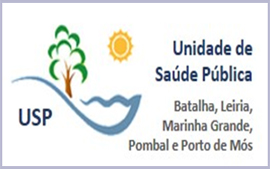 Unidade de
Saúde Pública
USP
Batalha, Leiria,
Marinha Grande,
Pombal e Porto de Mós